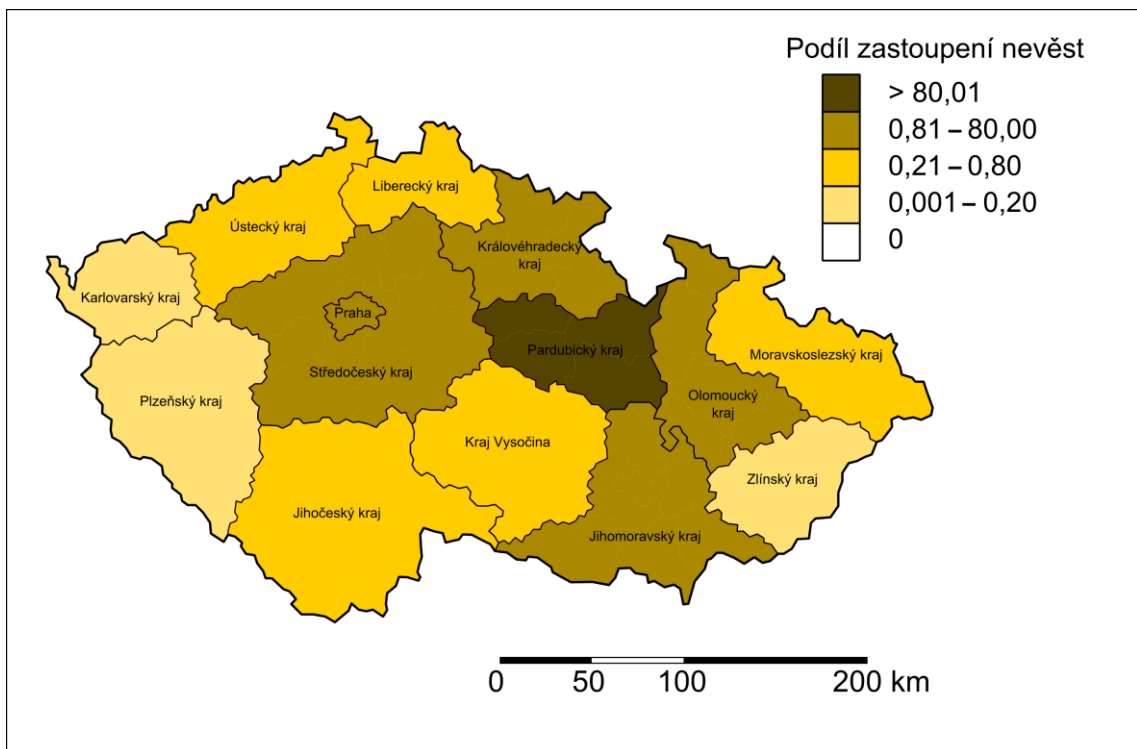 Podíl zastoupení nevěst
> 80,01
0,81 – 80,00
0,21 – 0,80
0,001 – 0,20
0
Liberecký kraj
Ústecký kraj
Královéhradecký
kraj
Karlovarský kraj
Praha
Pardubický kraj
Moravskoslezský kraj
Středočeský kraj
Plzeňský kraj
Olomoucký
kraj
Kraj Vysočina
Zlínský kraj
Jihočeský kraj
Jihomoravský kraj
0 50 100 200 km